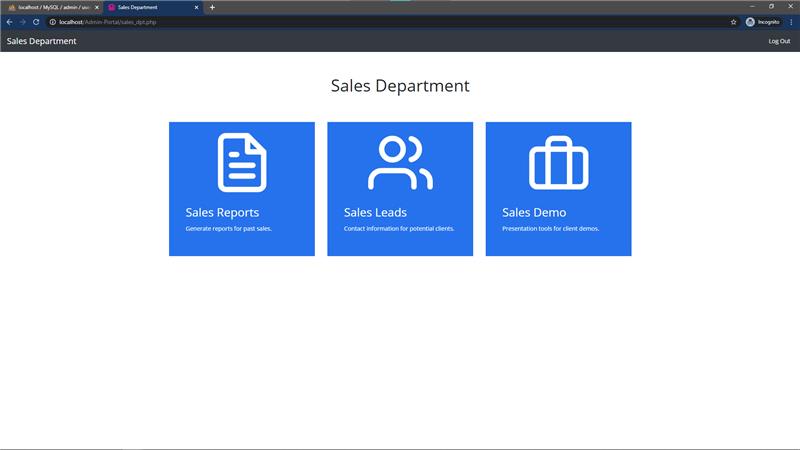 localhost / MySQL / admin / use
Sales Department
localhost/Admin-Portal/sales_dpt.php
Incognito
Sales Department
Log Out
Sales Department
Sales Reports
Generate reports for past sales.
Sales Leads
Contact information for potential clients.
Sales Demo
Presentation tools for client demos.